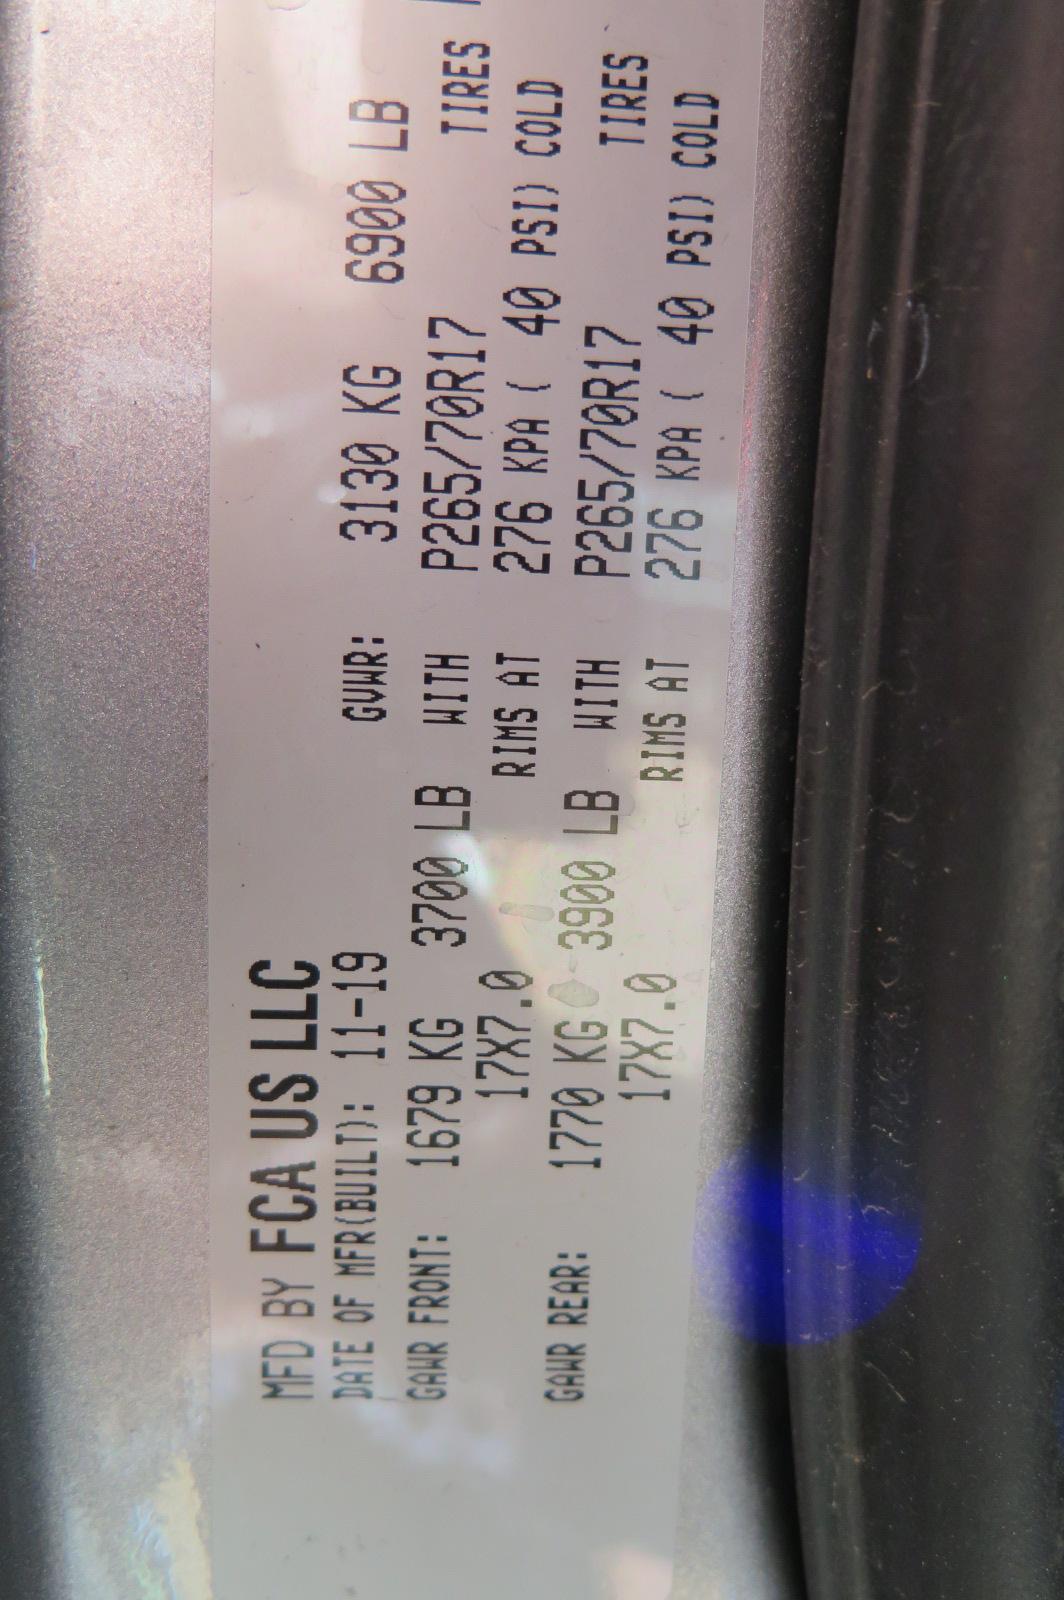 MFD BY FCA US LLC
DATE OF MFR(BUILT): 11-19 GVWR: 3130 KG 6900 LB
GAWR FRONT: 1679 KG 3700 LB WITH P265/70R17 TIRES
17X7.0 RIMS AT 276 KPA ( 40 PSI) COLD
GAWR REAR: 1770 KG 3900 LB WITH P265/70R17 TIRES
17X7.0 RIMS AT 276 KPA ( 40 PSI) COLD